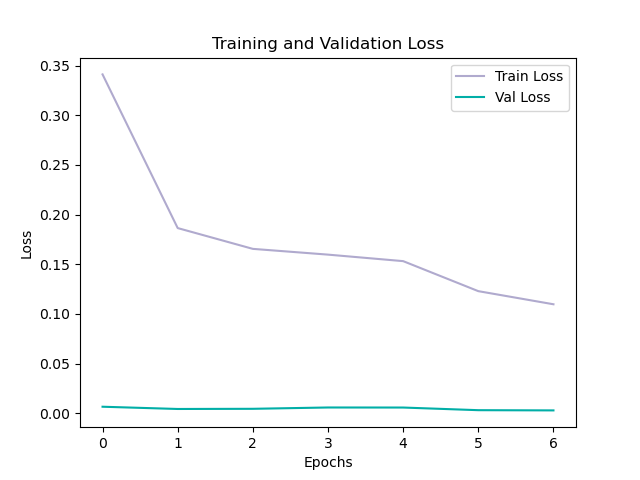 Training and Validation Loss
Train Loss
Val Loss
Loss
0.35
0.30
0.25
0.20
0.15
0.10
0.05
0.00
0 1 2 3 4 5 6
Epochs